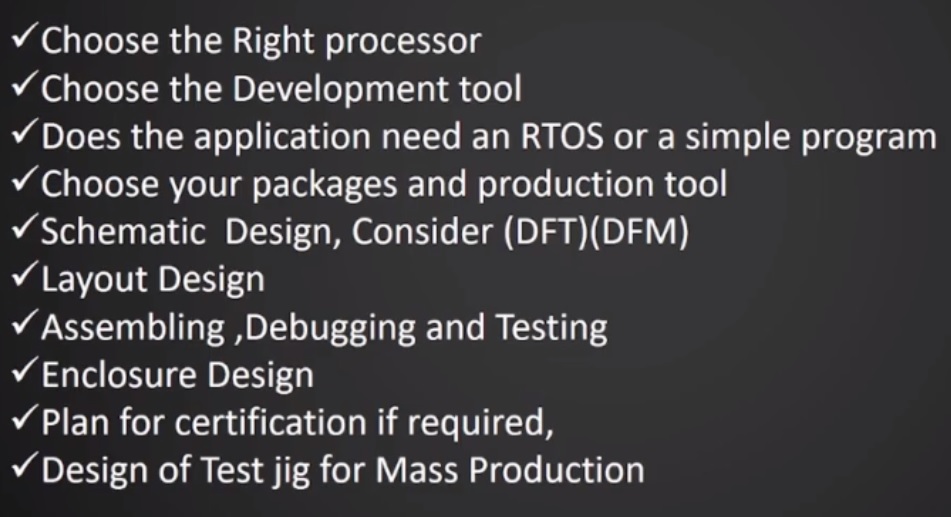 ✓Choose the Right processor
✓Choose the Development tool
✓Does the application need an RTOS or a simple program
✓Choose your packages and production tool
✓Schematic  Design, Consider (DFT)(DFM)
✓Layout Design
✓Assembling ,Debugging and Testing
✓Enclosure Design
✓Plan for certification if required,
✓Design of Test jig for Mass Production